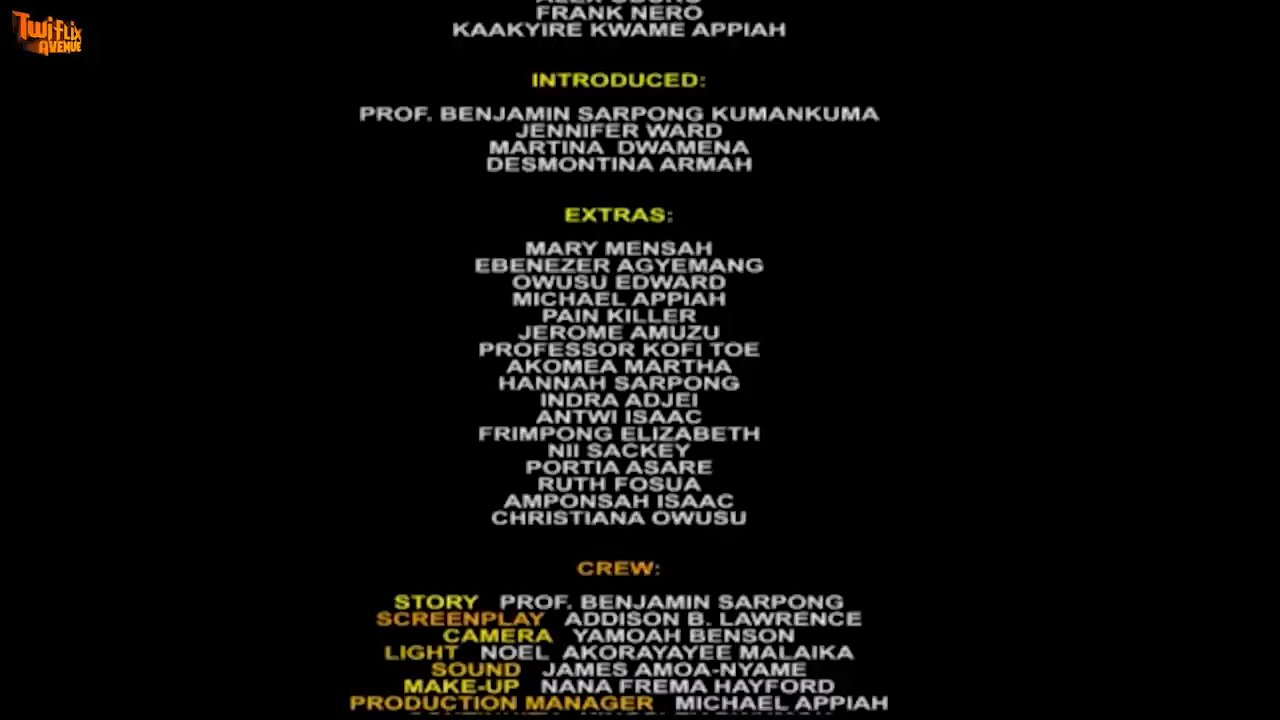 TWIFLIX
AVENUE
FRANK NERO
KAAKYIRE KWAME APPIAH
INTRODUCED:
PROF. BENJAMIN SARPONG KUMANKUMA
JENNIFER WARD
MARTINA DWAMENA
DESMONTINA ARMAH
EXTRAS:
MARY MENSAH
EBENEZER AGYEMANG
OWUSU EDWARD
MICHAEL APPIAH
PAIN KILLER
JEROME AMUZU
PROFESSOR KOFI TOE
AKOMEA MARTHA
HANNAH SARPONG
INDRA ADJEI
ANTWI ISAAC
FRIMPONG ELIZABETH
NII SACKEY
PORTIA ASARE
RUTH FOSUA
AMPONSAH ISAAC
CHRISTIANA OWUSU
CREW:
STORY PROF. BENJAMIN SARPONG
SCREENPLAY ADDISON B. LAWRENCE
CAMERA YAMOAH BENSON
LIGHT NOEL AKORAYAYEE MALAIKA
SOUND JAMES AMOA-NYAME
MAKE-UP NANA FREMA HAYFORD
PRODUCTION MANAGER MICHAEL APPIAH